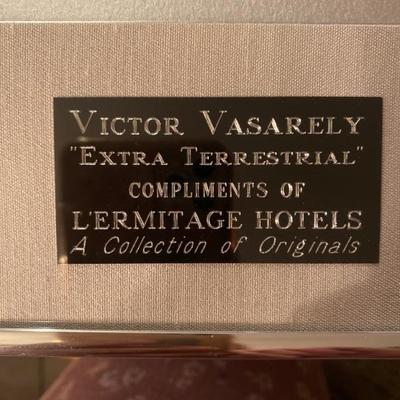 VICTOR VASARELY
"EXTRA TERRESTRIAL"
COMPLIMENTS OF
L'ERMITAGE HOTELS
A Collection of Originals